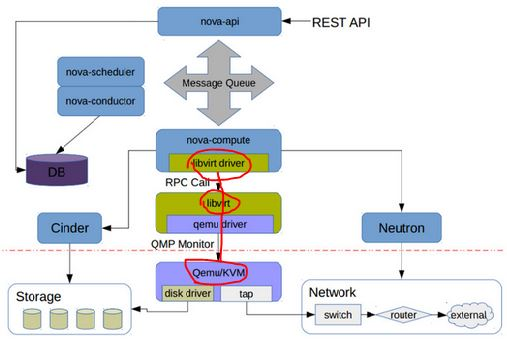 nova-api
REST API
nova-scheduler
nova-conductor
Message Queue
nova-compute
libvirt driver
DB
RPC Call
libvirt
qemu driver
Cinder
Neutron
QMP Monitor
Qemu/KVM
disk driver
tap
Storage
Network
switch
router
external